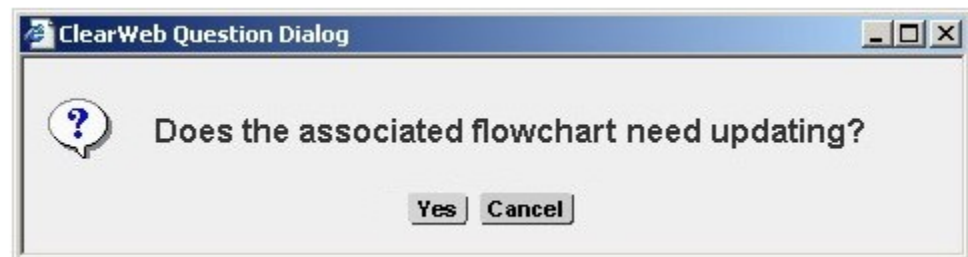 ClearWeb Question Dialog
?
Does the associated flowchart need updating?
Yes Cancel